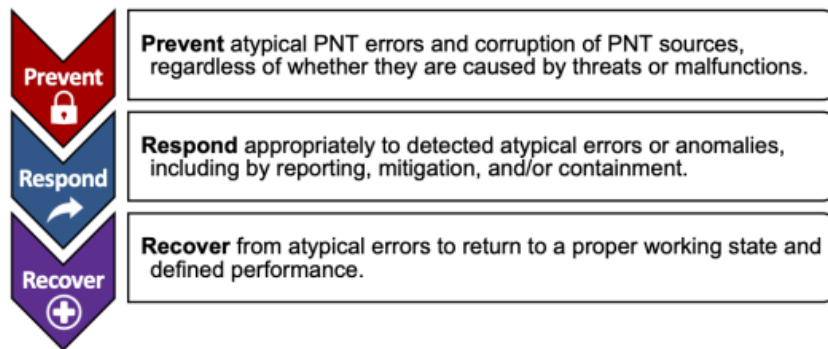 Prevent
Prevent atypical PNT errors and corruption of PNT sources,
regardless of whether they are caused by threats or malfunctions.
Respond
Respond appropriately to detected atypical errors or anomalies,
including by reporting, mitigation, and/or containment.
Recover
Recover from atypical errors to return to a proper working state and
defined performance.